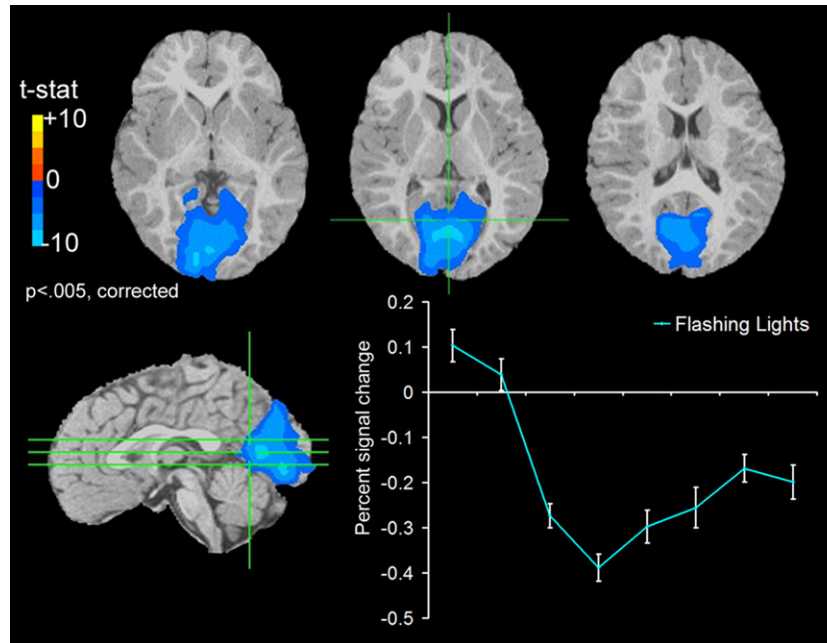 t-stat
+10
0
-10
p<.005, corrected
Percent signal change
0.2
0.1
0
-0.1
-0.2
-0.3
-0.4
-0.5
Flashing Lights